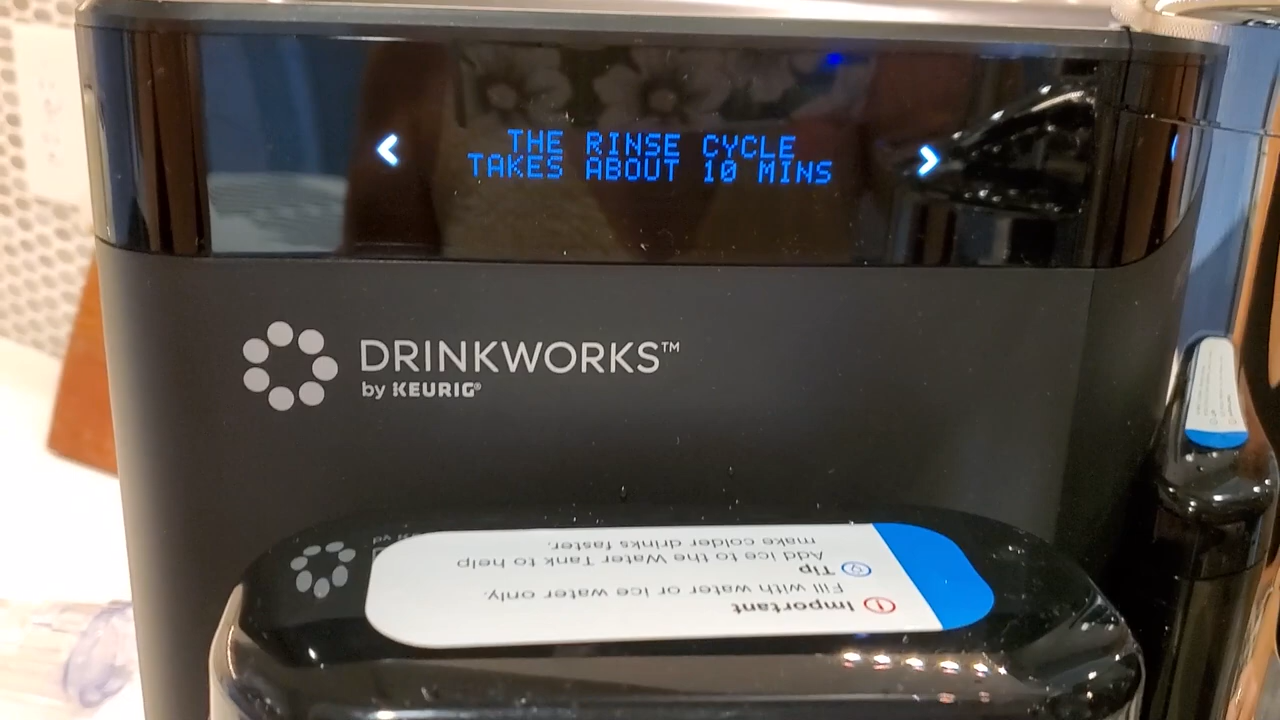 THE RINSE CYCLE
TAKES ABOUT 10 MINS
DRINKWORKS™
by KEURIG®
Important
Fill with water or ice water only.
Tip
Add ice to the Water Tank to help
make colder drinks faster.